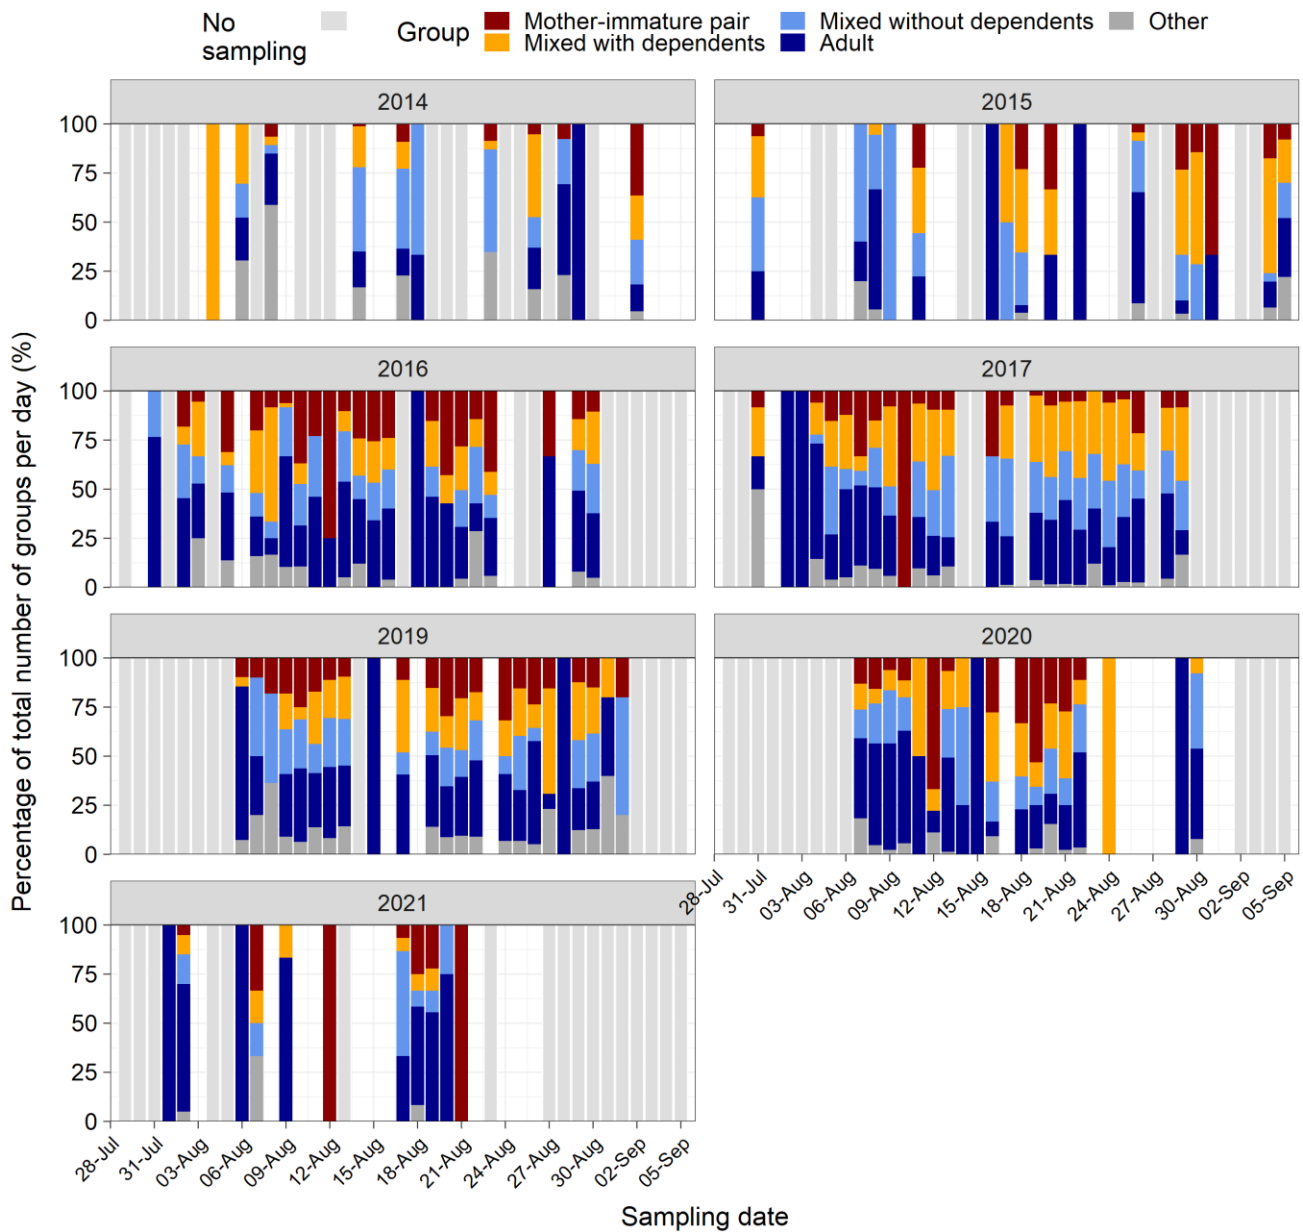 No sampling
Group
Mother-immature pair
Mixed without dependents
Other
Mixed with dependents
Adult
Percentage of total number of groups per day (%)
2014
2015
100
75
50
25
0
2016
2017
100
75
50
25
0
2019
2020
100
75
50
25
0
28-Jul
31-Jul
03-Aug
06-Aug
09-Aug
12-Aug
15-Aug
18-Aug
21-Aug
24-Aug
27-Aug
30-Aug
02-Sep
05-Sep
2021
100
75
50
25
0
28-Jul
31-Jul
03-Aug
06-Aug
09-Aug
12-Aug
15-Aug
18-Aug
21-Aug
24-Aug
27-Aug
30-Aug
02-Sep
05-Sep
Sampling date